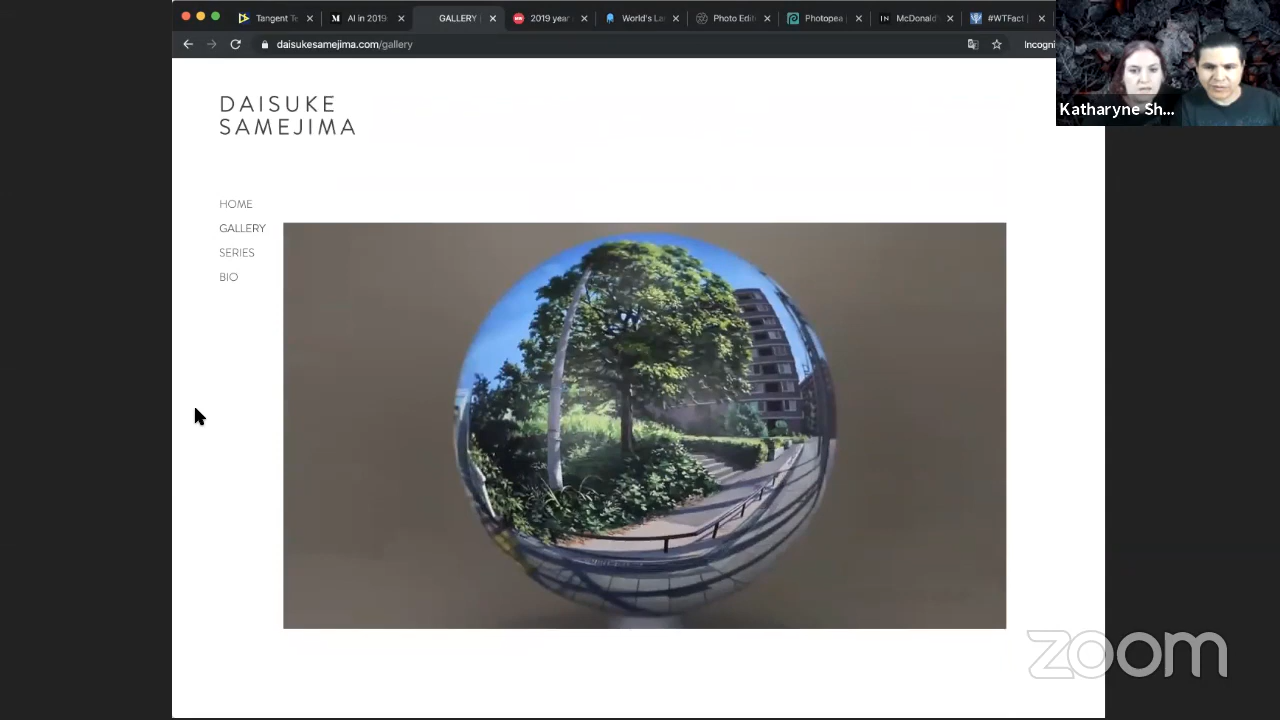 Tangent Te
AI in 2019
GALLERY
2019 year
World's La
Photo Edit
Photopea
McDonald'
#WTFact
daisukesamejima.com/gallery
Incogni
Katharyne Sh...
DAISUKE
SAMEJIMA
HOME
GALLERY
SERIES
BIO
zoom